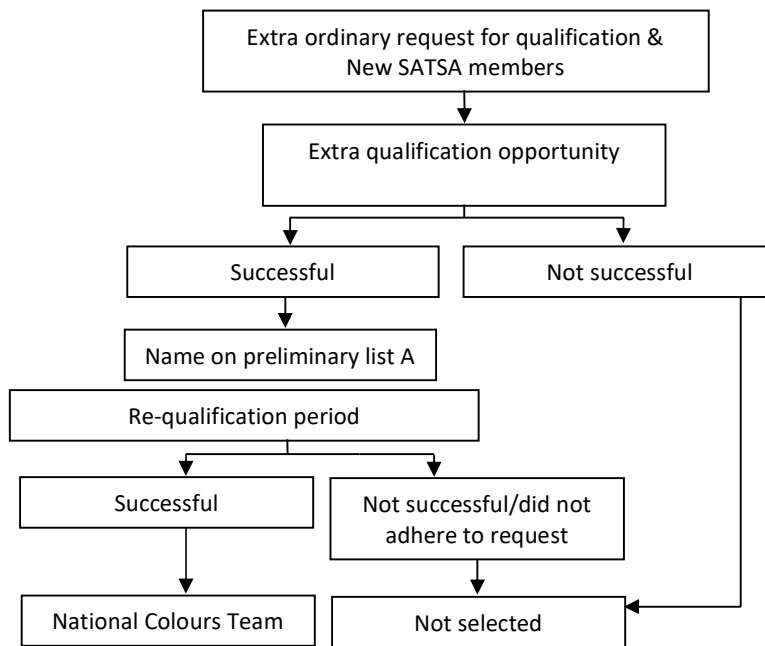 Extra ordinary request for qualification &
New SATSA members
Extra qualification opportunity
Successful
Not successful
Name on preliminary list A
Re-qualification period
Successful
Not successful/did not
adhere to request
National Colours Team
Not selected